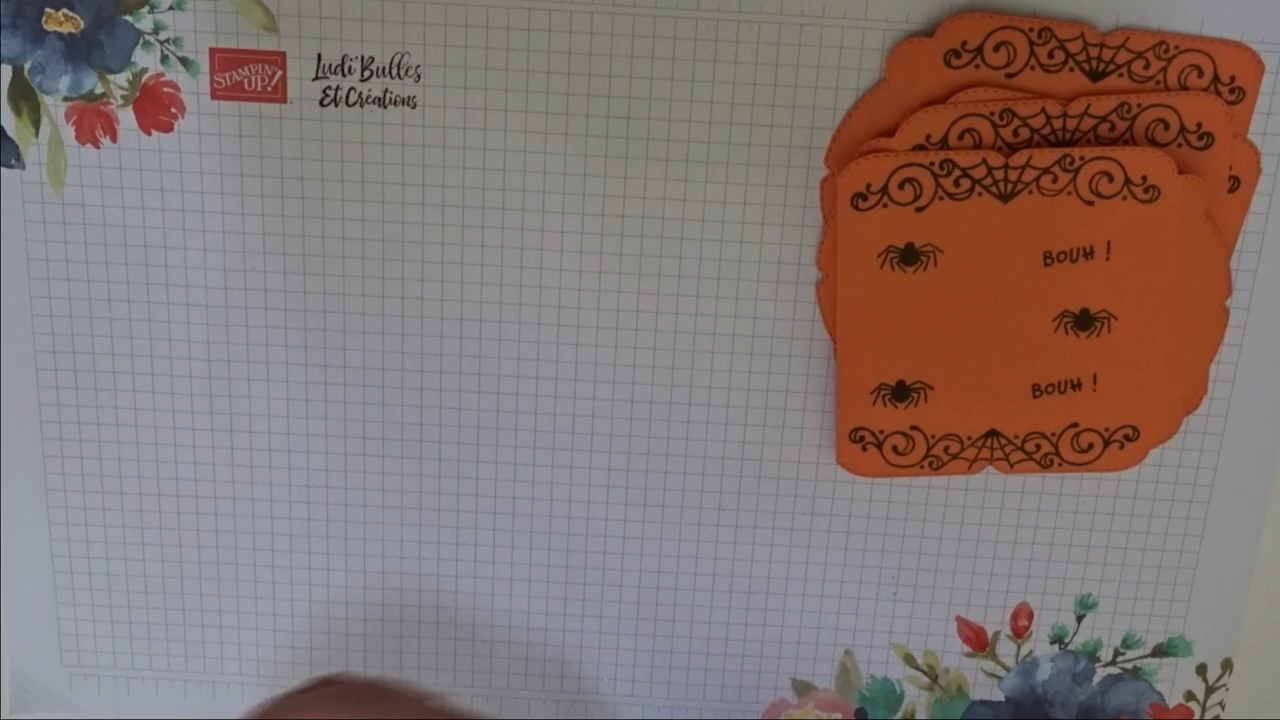 STAMPIN' UP!
Ludi'Bulles
Et Créations
BOUH !
BOUH !